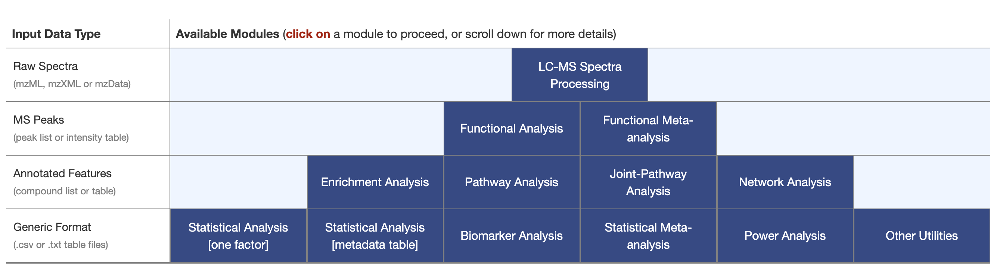 Input Data Type
Available Modules (click on a module to proceed, or scroll down for more details)
Raw Spectra
(mzML, mzXML or mzData)
LC-MS Spectra
Processing
MS Peaks
(peak list or intensity table)
Functional Analysis
Functional Meta-
analysis
Annotated Features
(compound list or table)
Enrichment Analysis
Pathway Analysis
Joint-Pathway
Analysis
Network Analysis
Generic Format
(.csv or .txt table files)
Statistical Analysis
[one factor]
Statistical Analysis
[metadata table]
Biomarker Analysis
Statistical Meta-
analysis
Power Analysis
Other Utilities